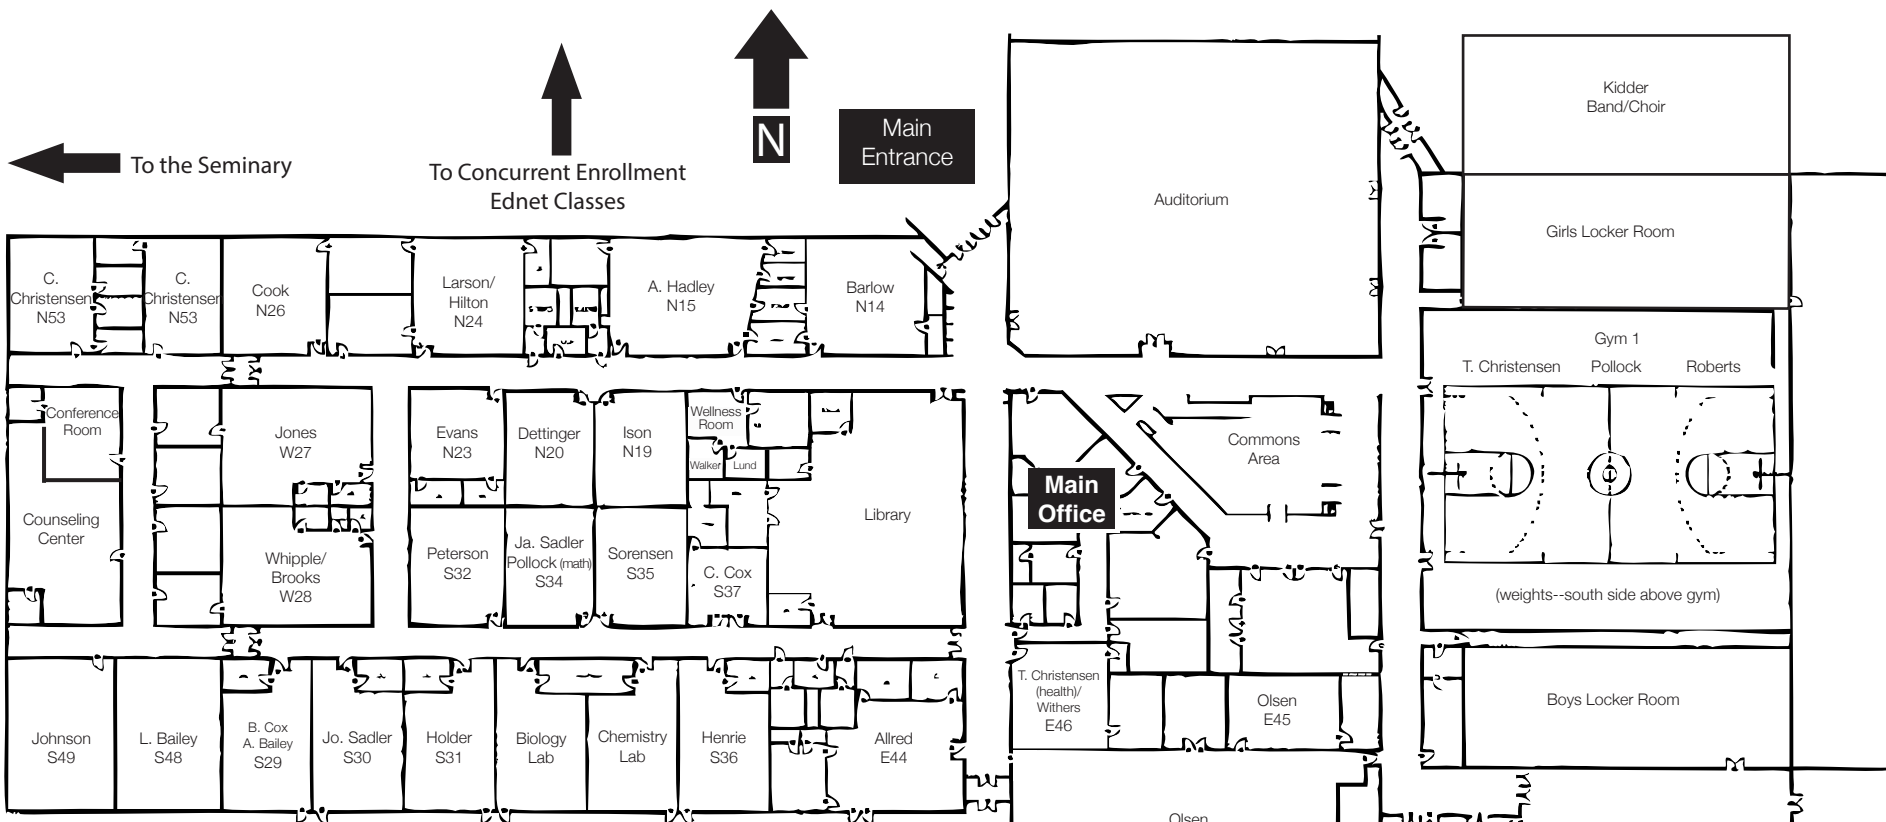 Kidder
Band/Choir
N
Main
Entrance
To the Seminary
To Concurrent Enrollment
Ednet Classes
Auditorium
Girls Locker Room
C.
Christensen
N53
C.
Christensen
N53
Cook
N26
Larson/
Hilton
N24
A. Hadley
N15
Barlow
N14
Gym 1
T. Christensen
Pollock
Roberts
Conference
Room
Jones
W27
Evans
N23
Dettinger
N20
Ison
N19
Wellness
Room
Walker
Lund
Commons
Area
Main
Office
Counseling
Center
Library
Whipple/
Brooks
W28
Peterson
S32
Ja. Sadler
Pollock (math)
S34
Sorensen
S35
C. Cox
S37
(weights--south side above gym)
T. Christensen
(health)/
Withers
E46
Olsen
E45
Boys Locker Room
Johnson
S49
L. Bailey
S48
B. Cox
A. Bailey
S29
Jo. Sadler
S30
Holder
S31
Biology
Lab
Chemistry
Lab
Henrie
S36
Allred
E44
Olsen